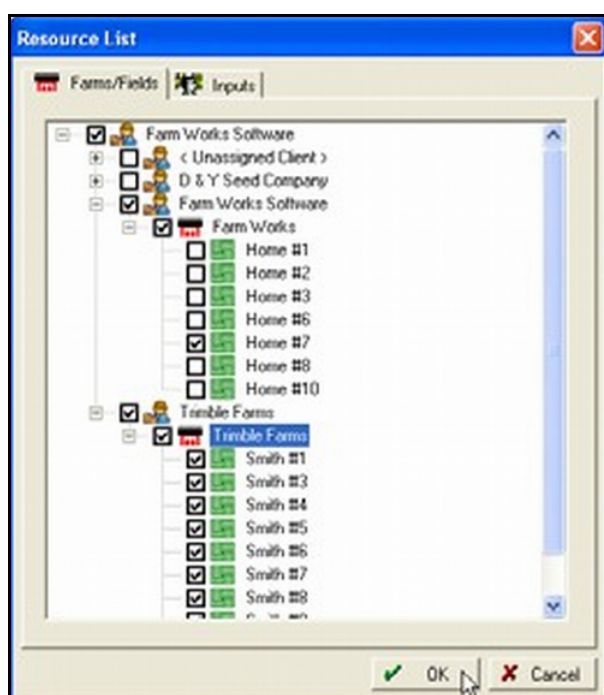 Resource List
Farms/Fields
Inputs
Farm Works Software
< Unassigned Client >
D & Y Seed Company
Farm Works Software
Farm Works
Home #1
Home #2
Home #3
Home #6
Home #7
Home #8
Home #10
Trimble Farms
Trimble Farms
Smith #1
Smith #3
Smith #4
Smith #5
Smith #6
Smith #7
Smith #8
OK
Cancel